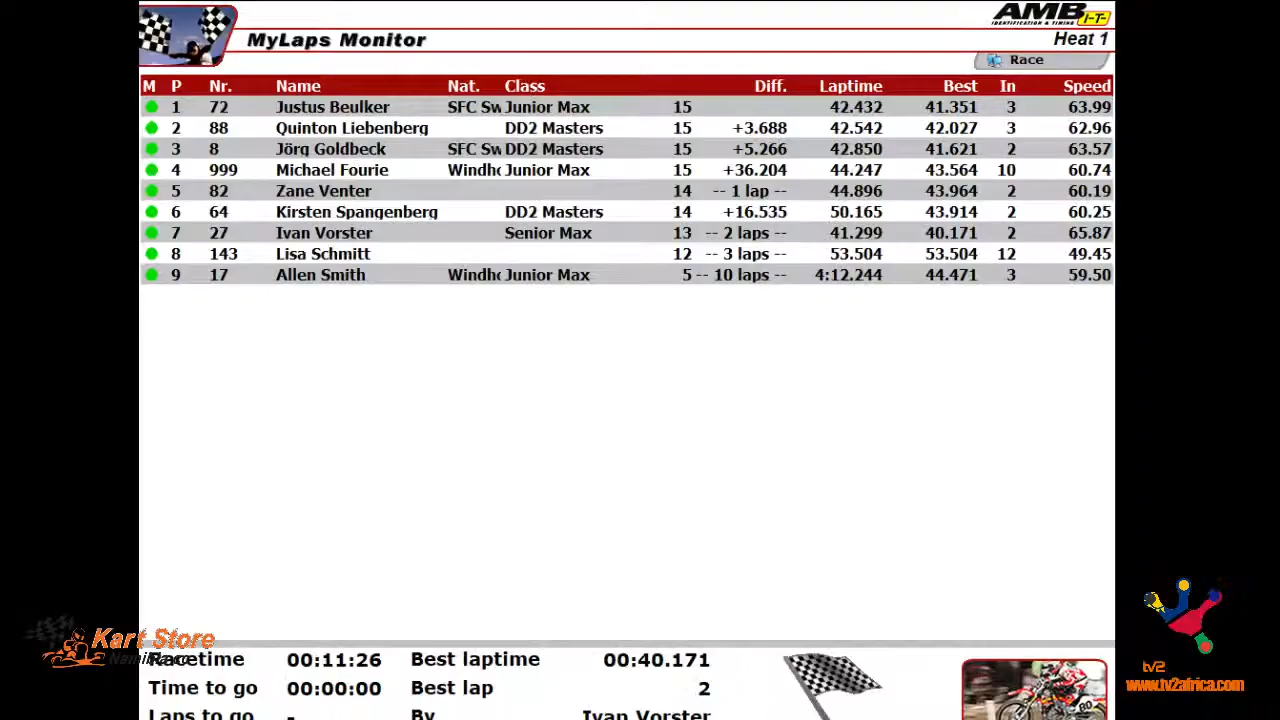 AMB i-T-
IDENTIFICATION & TIMING
MyLaps Monitor
Heat 1
Race
M P Nr. Name Nat. Class Diff. Laptime Best In Speed
1 72 Justus Beulker SFC Sw Junior Max 15 42.432 41.351 3 63.99
2 88 Quinton Liebenberg DD2 Masters 15 +3.688 42.542 42.027 3 62.96
3 8 Jörg Goldbeck SFC Sw DD2 Masters 15 +5.266 42.850 41.621 2 63.57
4 999 Michael Fourie Windho Junior Max 15 +36.204 44.247 43.564 10 60.74
5 82 Zane Venter 14 -- 1 lap -- 44.896 43.964 2 60.19
6 64 Kirsten Spangenberg DD2 Masters 14 +16.535 50.165 43.914 2 60.25
7 27 Ivan Vorster Senior Max 13 -- 2 laps -- 41.299 40.171 2 65.87
8 143 Lisa Schmitt 12 -- 3 laps -- 53.504 53.504 12 49.45
9 17 Allen Smith Windho Junior Max 5 -- 10 laps -- 4:12.244 44.471 3 59.50
Kart Store
Racetime 00:11:26 Best laptime 00:40.171
Time to go 00:00:00 Best lap 2
Laps to go - By Ivan Vorster
80
tv2
www.tv2africa.com